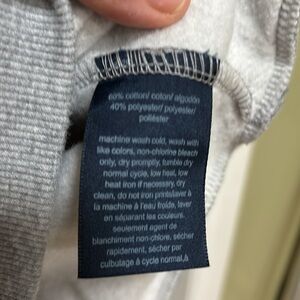 60% cotton/ coton/ algodón
40% polyester/ polyester/
poliéster
machine wash cold, wash with
like colors, non-chlorine bleach
only, dry promptly, tumble dry
normal cycle, low heat, low
heat iron if necessary, dry
clean, do not iron prints/laver à
la machine à l'eau froide, laver
en séparant les couleurs,
seulement agent de
blanchiment non-chlore, sécher
rapidement, sécher par
culbutage à cycle normal,à